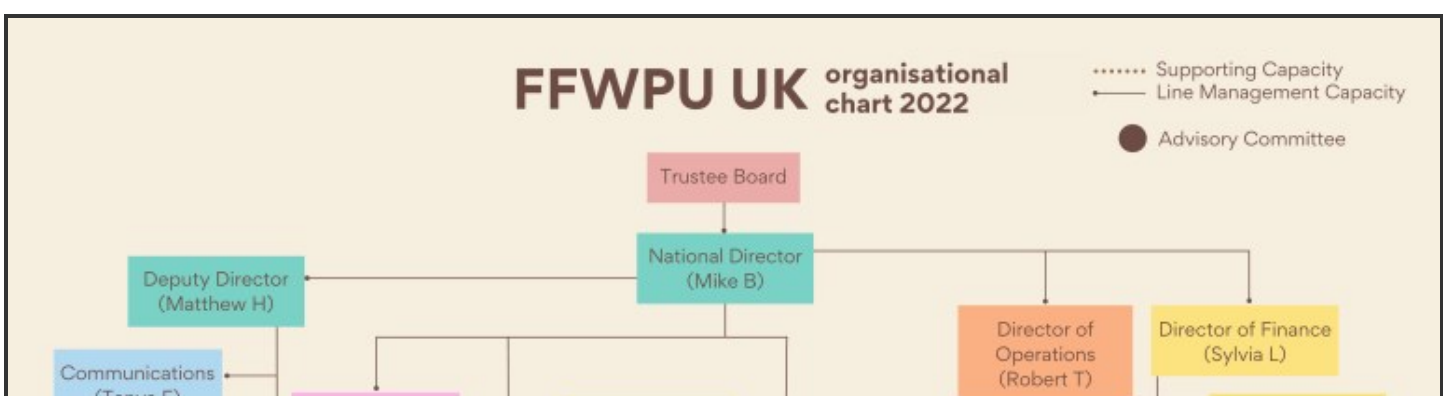 FFWPU UK
organisational
chart 2022
Supporting Capacity
Line Management Capacity
Advisory Committee
Trustee Board
National Director
(Mike B)
Deputy Director
(Matthew H)
Director of
Operations
(Robert T)
Director of Finance
(Sylvia L)
Communications